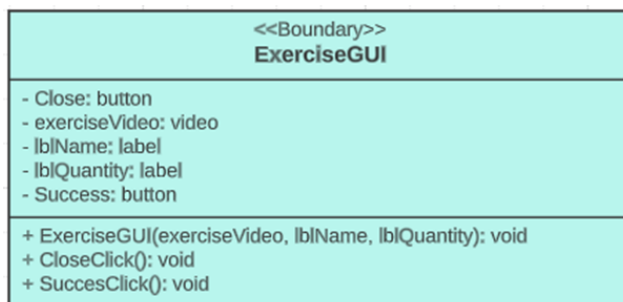 <<Boundary>>
ExerciseGUI
- Close: button
- exerciseVideo: video
- lblName: label
- lblQuantity: label
- Success: button
+ ExerciseGUI(exerciseVideo, lblName, lblQuantity): void
+ CloseClick(): void
+ SuccesClick(): void